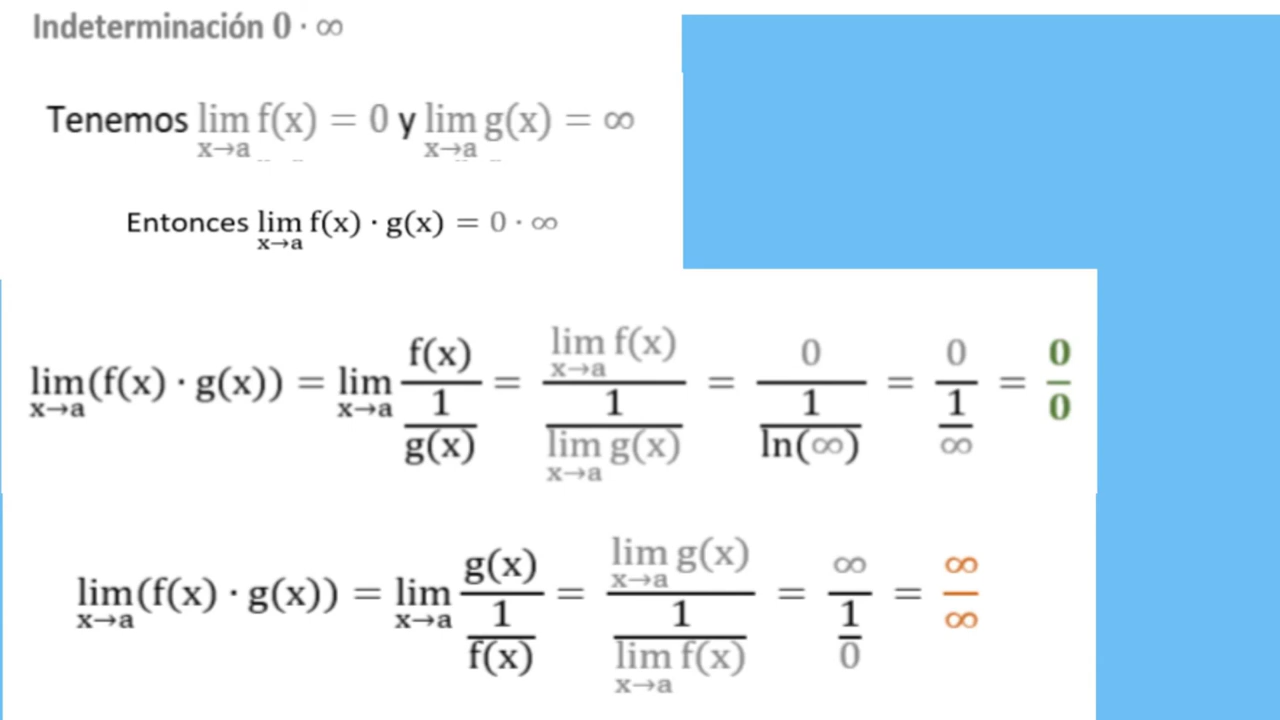 Indeterminación 0 · ∞
Tenemos lim x→a f(x) = 0 y lim x→a g(x) = ∞
Entonces lim x→a f(x) · g(x) = 0 · ∞
lim x→a (f(x) · g(x)) = lim x→a f(x) / (1 / g(x)) = lim x→a f(x) / (1 / lim x→a g(x)) = 0 / (1 / ln(∞)) = 0 / (1 / ∞) = 0 / 0
lim x→a (f(x) · g(x)) = lim x→a g(x) / (1 / f(x)) = lim x→a g(x) / (1 / lim x→a f(x)) = ∞ / (1 / 0) = ∞ / ∞